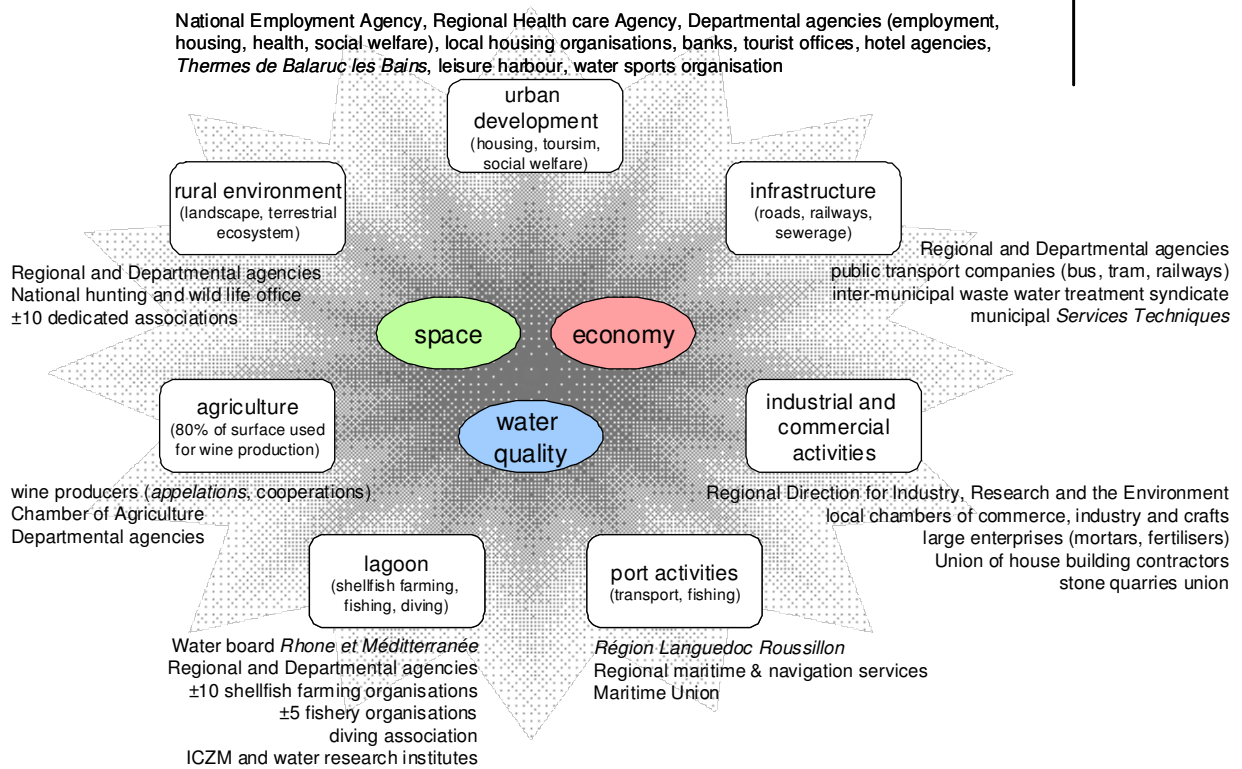 National Employment Agency, Regional Health care Agency, Departmental agencies (employment,
housing, health, social welfare), local housing organisations, banks, tourist offices, hotel agencies,
Thermes de Balaruc les Bains, leisure harbour, water sports organisation
urban
development
(housing, toursim,
social welfare)
rural environment
(landscape, terrestrial
ecosystem)
Regional and Departmental agencies
National hunting and wild life office
±10 dedicated associations
infrastructure
(roads, railways,
sewerage)
Regional and Departmental agencies
public transport companies (bus, tram, railways)
inter-municipal waste water treatment syndicate
municipal Services Techniques
space
economy
water
quality
agriculture
(80% of surface used
for wine production)
wine producers (appelations, cooperations)
Chamber of Agriculture
Departmental agencies
industrial and
commercial
activities
Regional Direction for Industry, Research and the Environment
local chambers of commerce, industry and crafts
large enterprises (mortars, fertilisers)
Union of house building contractors
stone quarries union
lagoon
(shellfish farming,
fishing, diving)
Water board Rhone et Méditerranée
Regional and Departmental agencies
±10 shellfish farming organisations
±5 fishery organisations
diving association
ICZM and water research institutes
port activities
(transport, fishing)
Région Languedoc Roussillon
Regional maritime & navigation services
Maritime Union